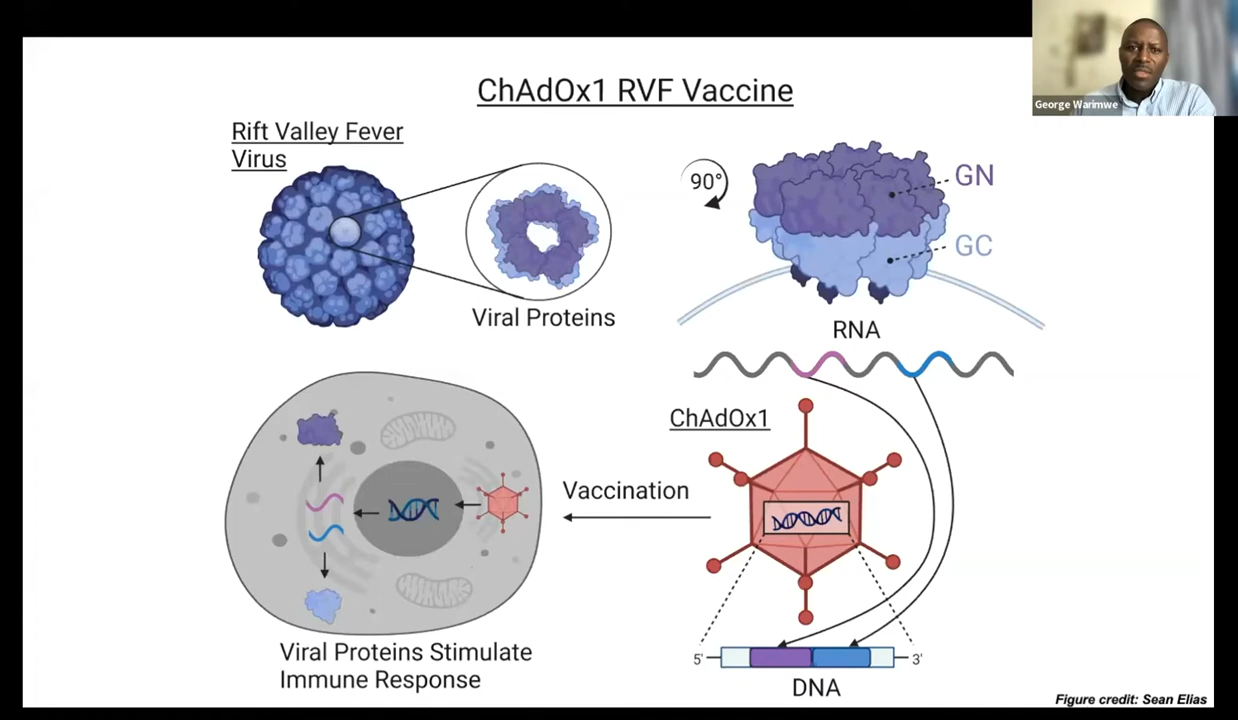 ChAdOx1 RVF Vaccine
George Warimwe
Rift Valley Fever
Virus
Viral Proteins
90°
GN
GC
RNA
ChAdOx1
Vaccination
Viral Proteins Stimulate
Immune Response
5'
3'
DNA
Figure credit: Sean Elias